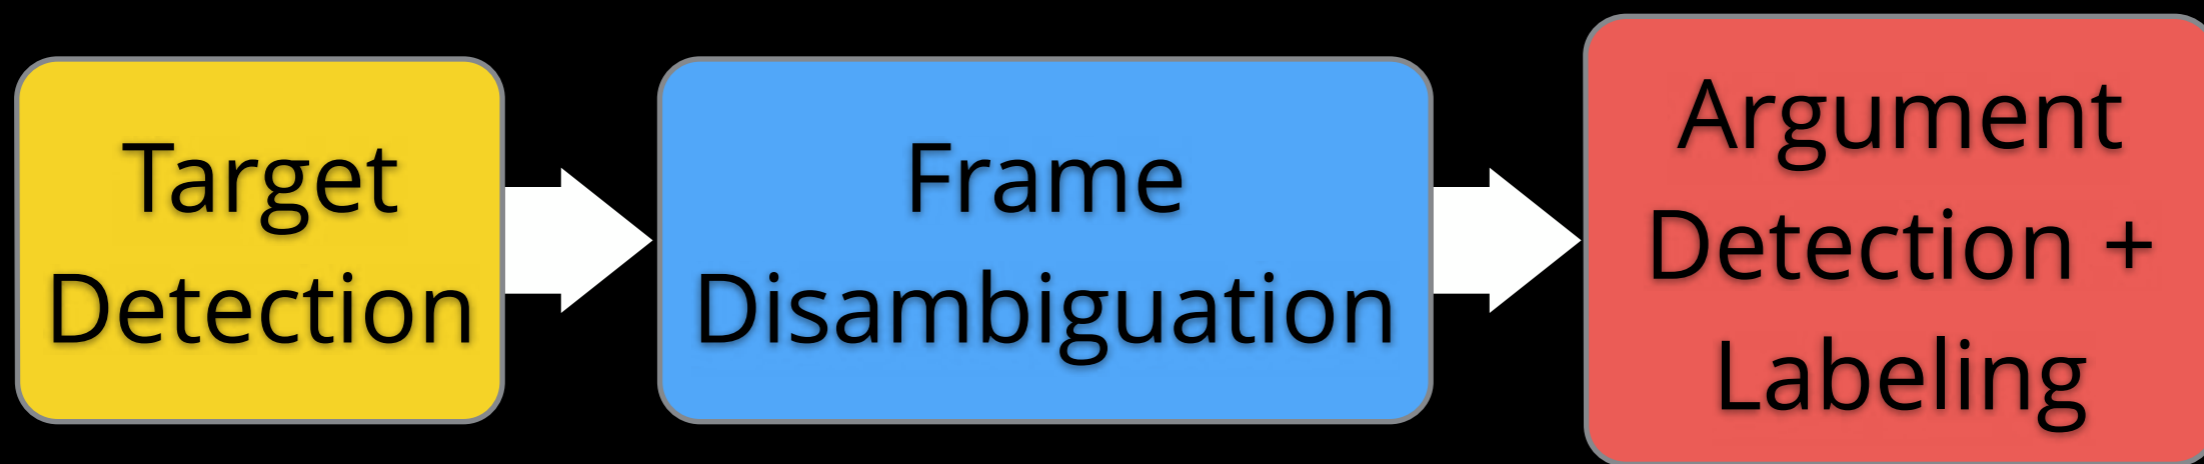 Target
Detection
Frame
Disambiguation
Argument
Detection +
Labeling